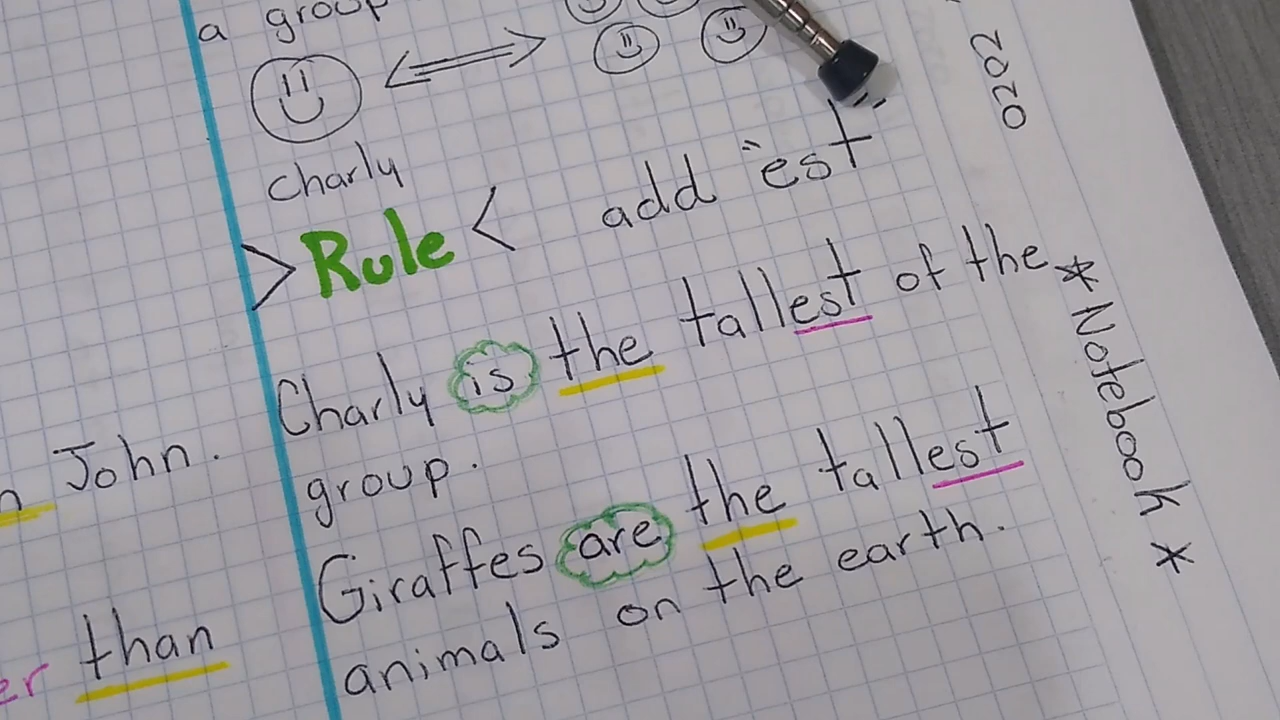 a group
charly
> Rule < add "est"
Charly is the tallest of the
group.
Giraffes are the tallest
animals on the earth.
John.
er than
2020
* Notebook *